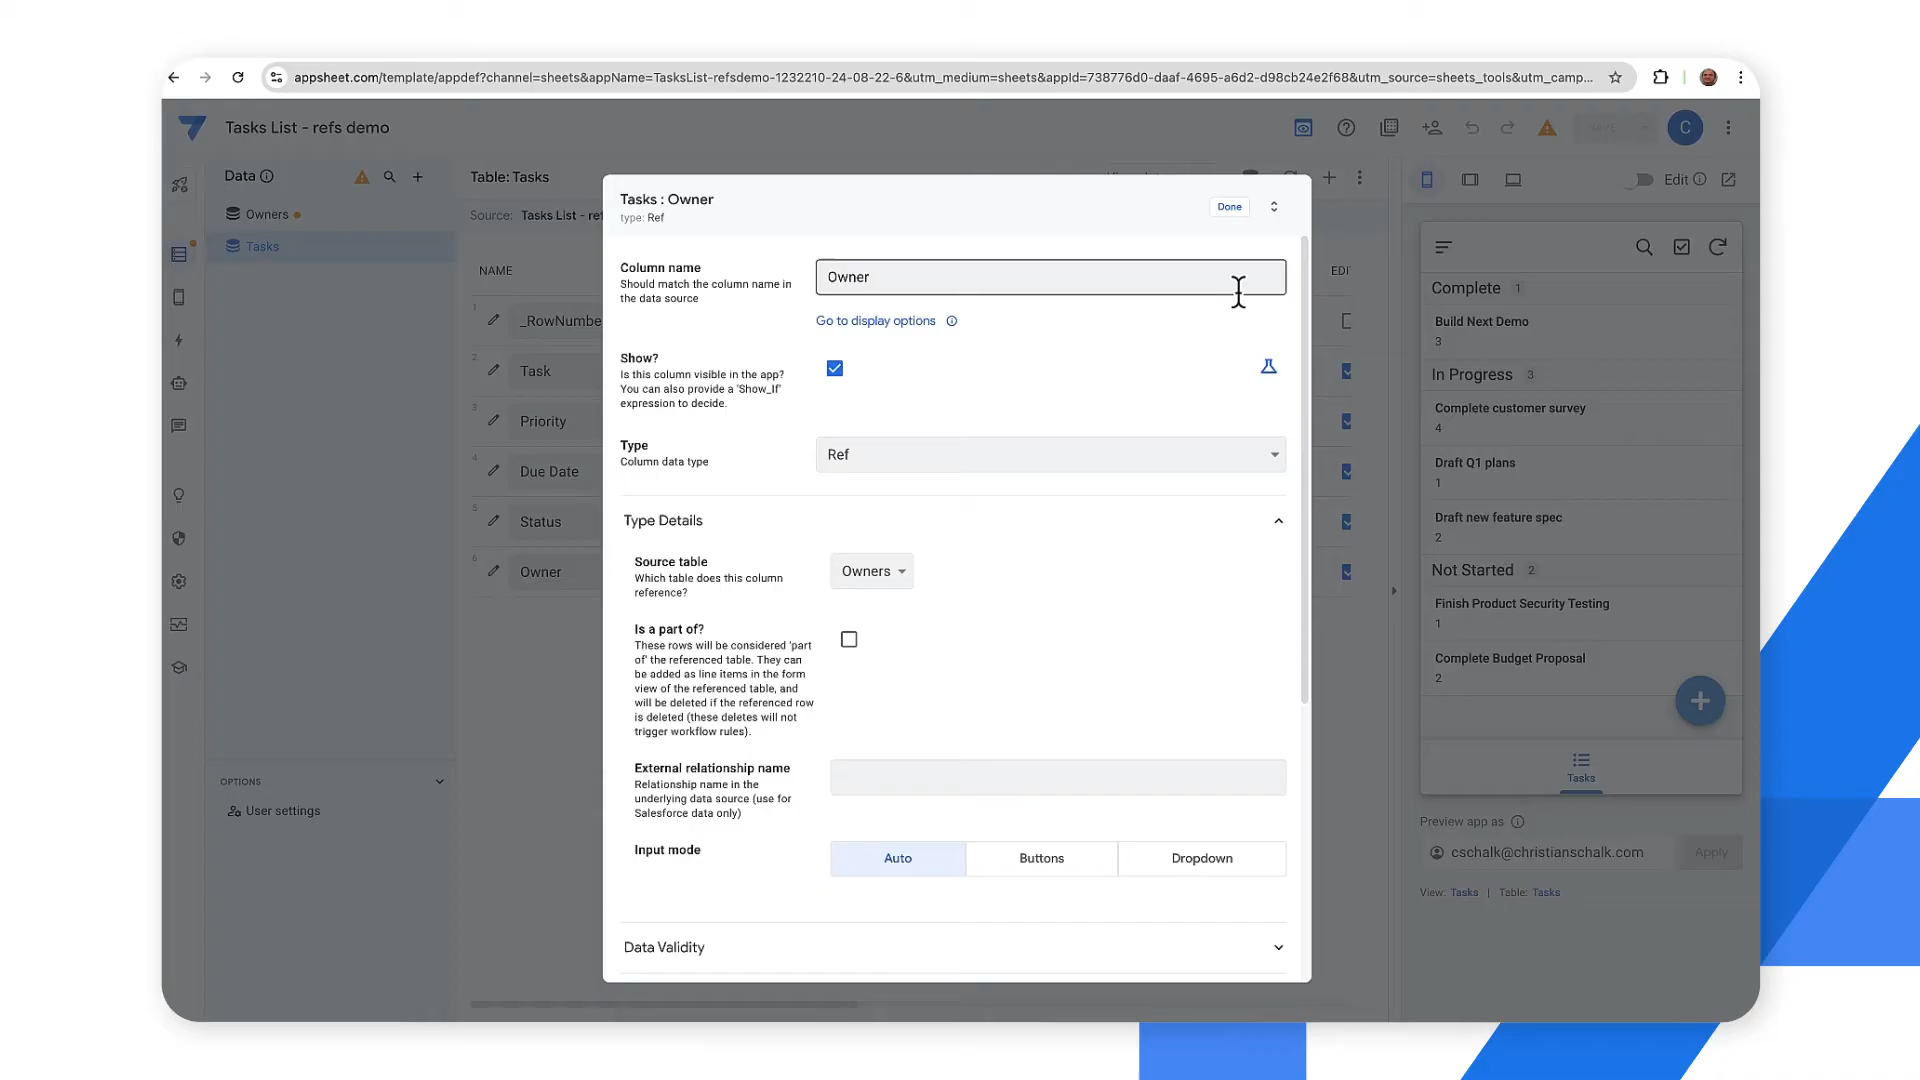 appsheet.com/template/appdef?channel=sheets&appName=TasksList-refsdemo-1232210-24-08-22-6&utm_medium=sheets&appId=738776d0-daaf-4695-a6d2-d98cb24e2f68&utm_source=sheets_tools&utm_camp...
Tasks List - refs demo
SAVE
C
Data
Owners
Tasks
OPTIONS
User settings
Table: Tasks
Source: Tasks List - ref
NAME
EDI
1 _RowNumbe
2 Task
3 Priority
4 Due Date
5 Status
6 Owner
Tasks : Owner
type: Ref
Done
Column name
Should match the column name in
the data source
Owner
Go to display options
Show?
Is this column visible in the app?
You can also provide a 'Show_If'
expression to decide.
Type
Column data type
Ref
Type Details
Source table
Which table does this column
reference?
Owners
Is a part of?
These rows will be considered 'part
of' the referenced table. They can
be added as line items in the form
view of the referenced table, and
will be deleted if the referenced row
is deleted (these deletes will not
trigger workflow rules).
External relationship name
Relationship name in the
underlying data source (use for
Salesforce data only)
Input mode
Auto
Buttons
Dropdown
Data Validity
Edit
Complete 1
Build Next Demo
3
In Progress 3
Complete customer survey
4
Draft Q1 plans
1
Draft new feature spec
2
Not Started 2
Finish Product Security Testing
1
Complete Budget Proposal
2
Tasks
Preview app as
cschalk@christianschalk.com
Apply
View: Tasks | Table: Tasks